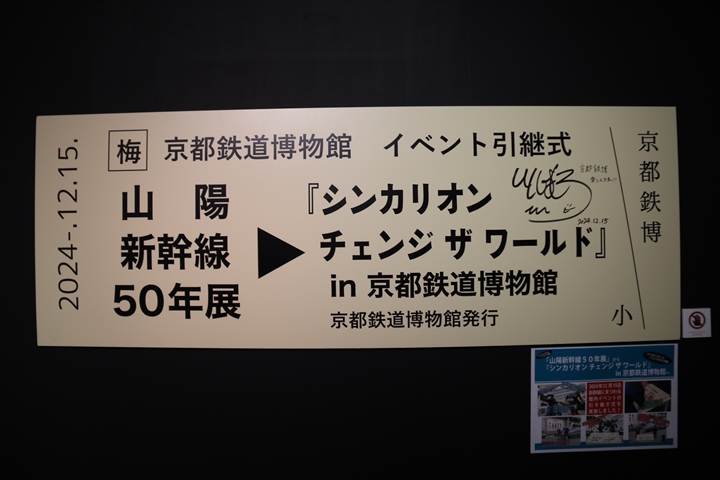 2024-.12.15.
梅 京都鉄道博物館 イベント引継式
山陽
新幹線
50年展
『シンカリオン
チェンジ ザ ワールド』
in 京都鉄道博物館
京都鉄道博物館発行
2024.12.15
京都鉄博
小
「山陽新幹線50年展」から
『シンカリオン チェンジ ザ ワールド』
in 京都鉄道博物館へ